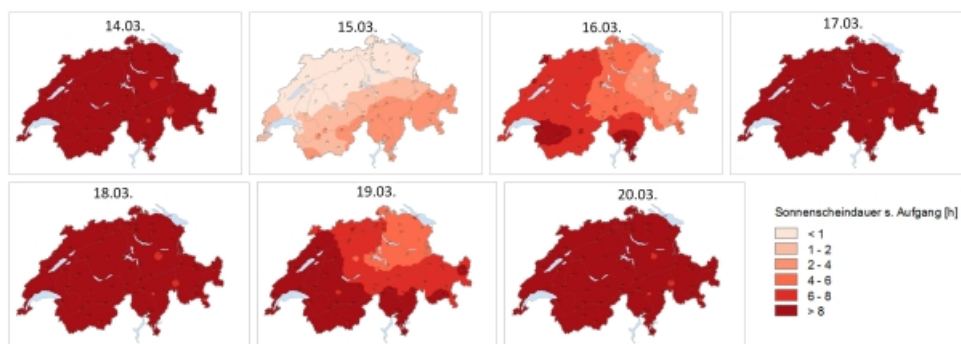 14.03.
15.03.
16.03.
17.03.
18.03.
19.03.
20.03.
Sonnenscheindauer s. Aufgang [h]
< 1
1 - 2
2 - 4
4 - 6
6 - 8
> 8